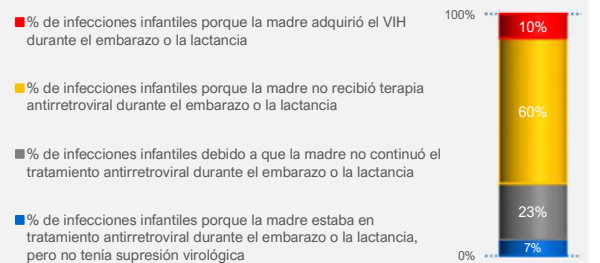 % de infecciones infantiles porque la madre adquirió el VIH
durante el embarazo o la lactancia
% de infecciones infantiles porque la madre no recibió terapia
antirretroviral durante el embarazo o la lactancia
% de infecciones infantiles debido a que la madre no continuó el
tratamiento antirretroviral durante el embarazo o la lactancia
% de infecciones infantiles porque la madre estaba en
tratamiento antirretroviral durante el embarazo o la lactancia,
pero no tenía supresión virológica
100%
10%
60%
23%
7%
0%